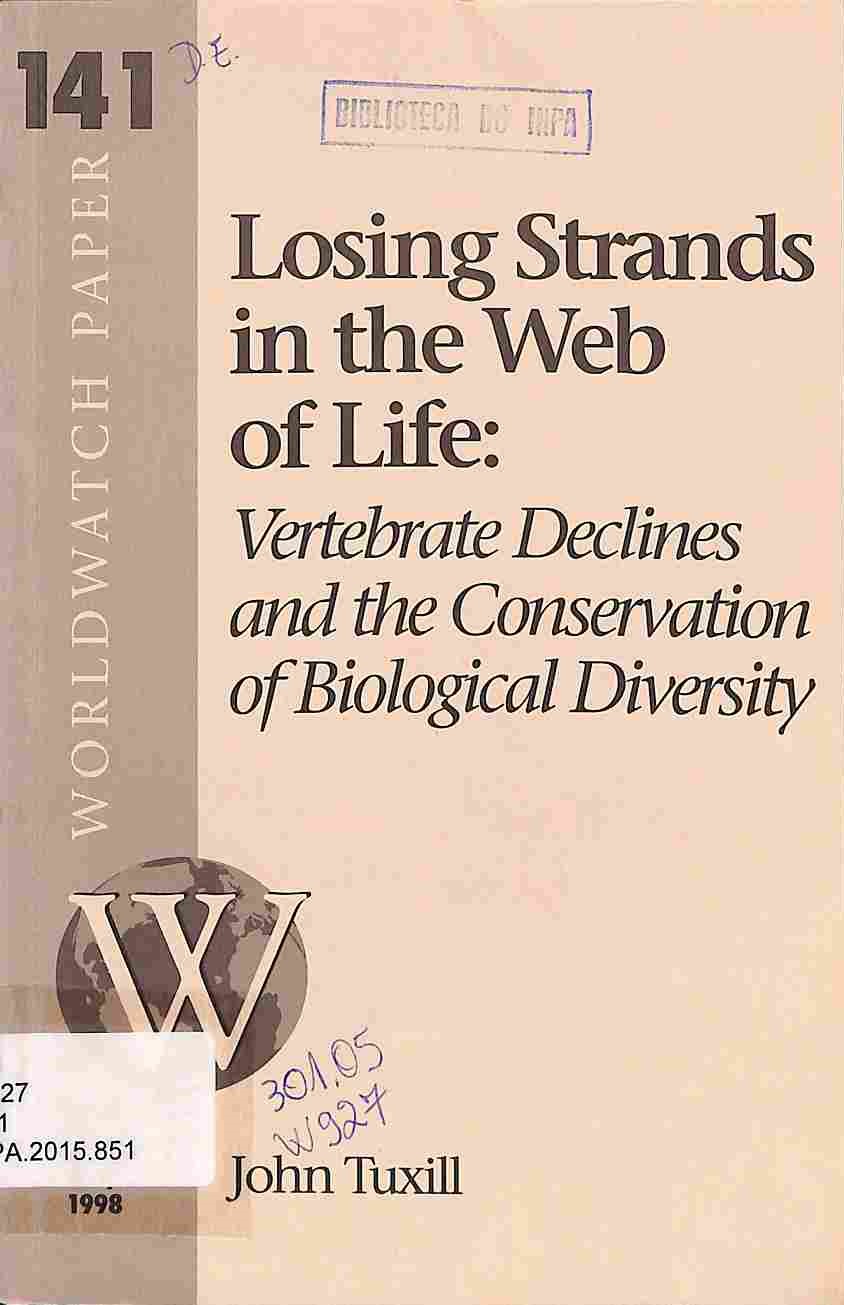 141
D.E.
BIBLIOTECA DO INPA
WORLDWATCH PAPER
Losing Strands
in the Web
of Life:
Vertebrate Declines
and the Conservation
of Biological Diversity
W
301.05
W927
27
1
PA.2015.851
John Tuxill
1998